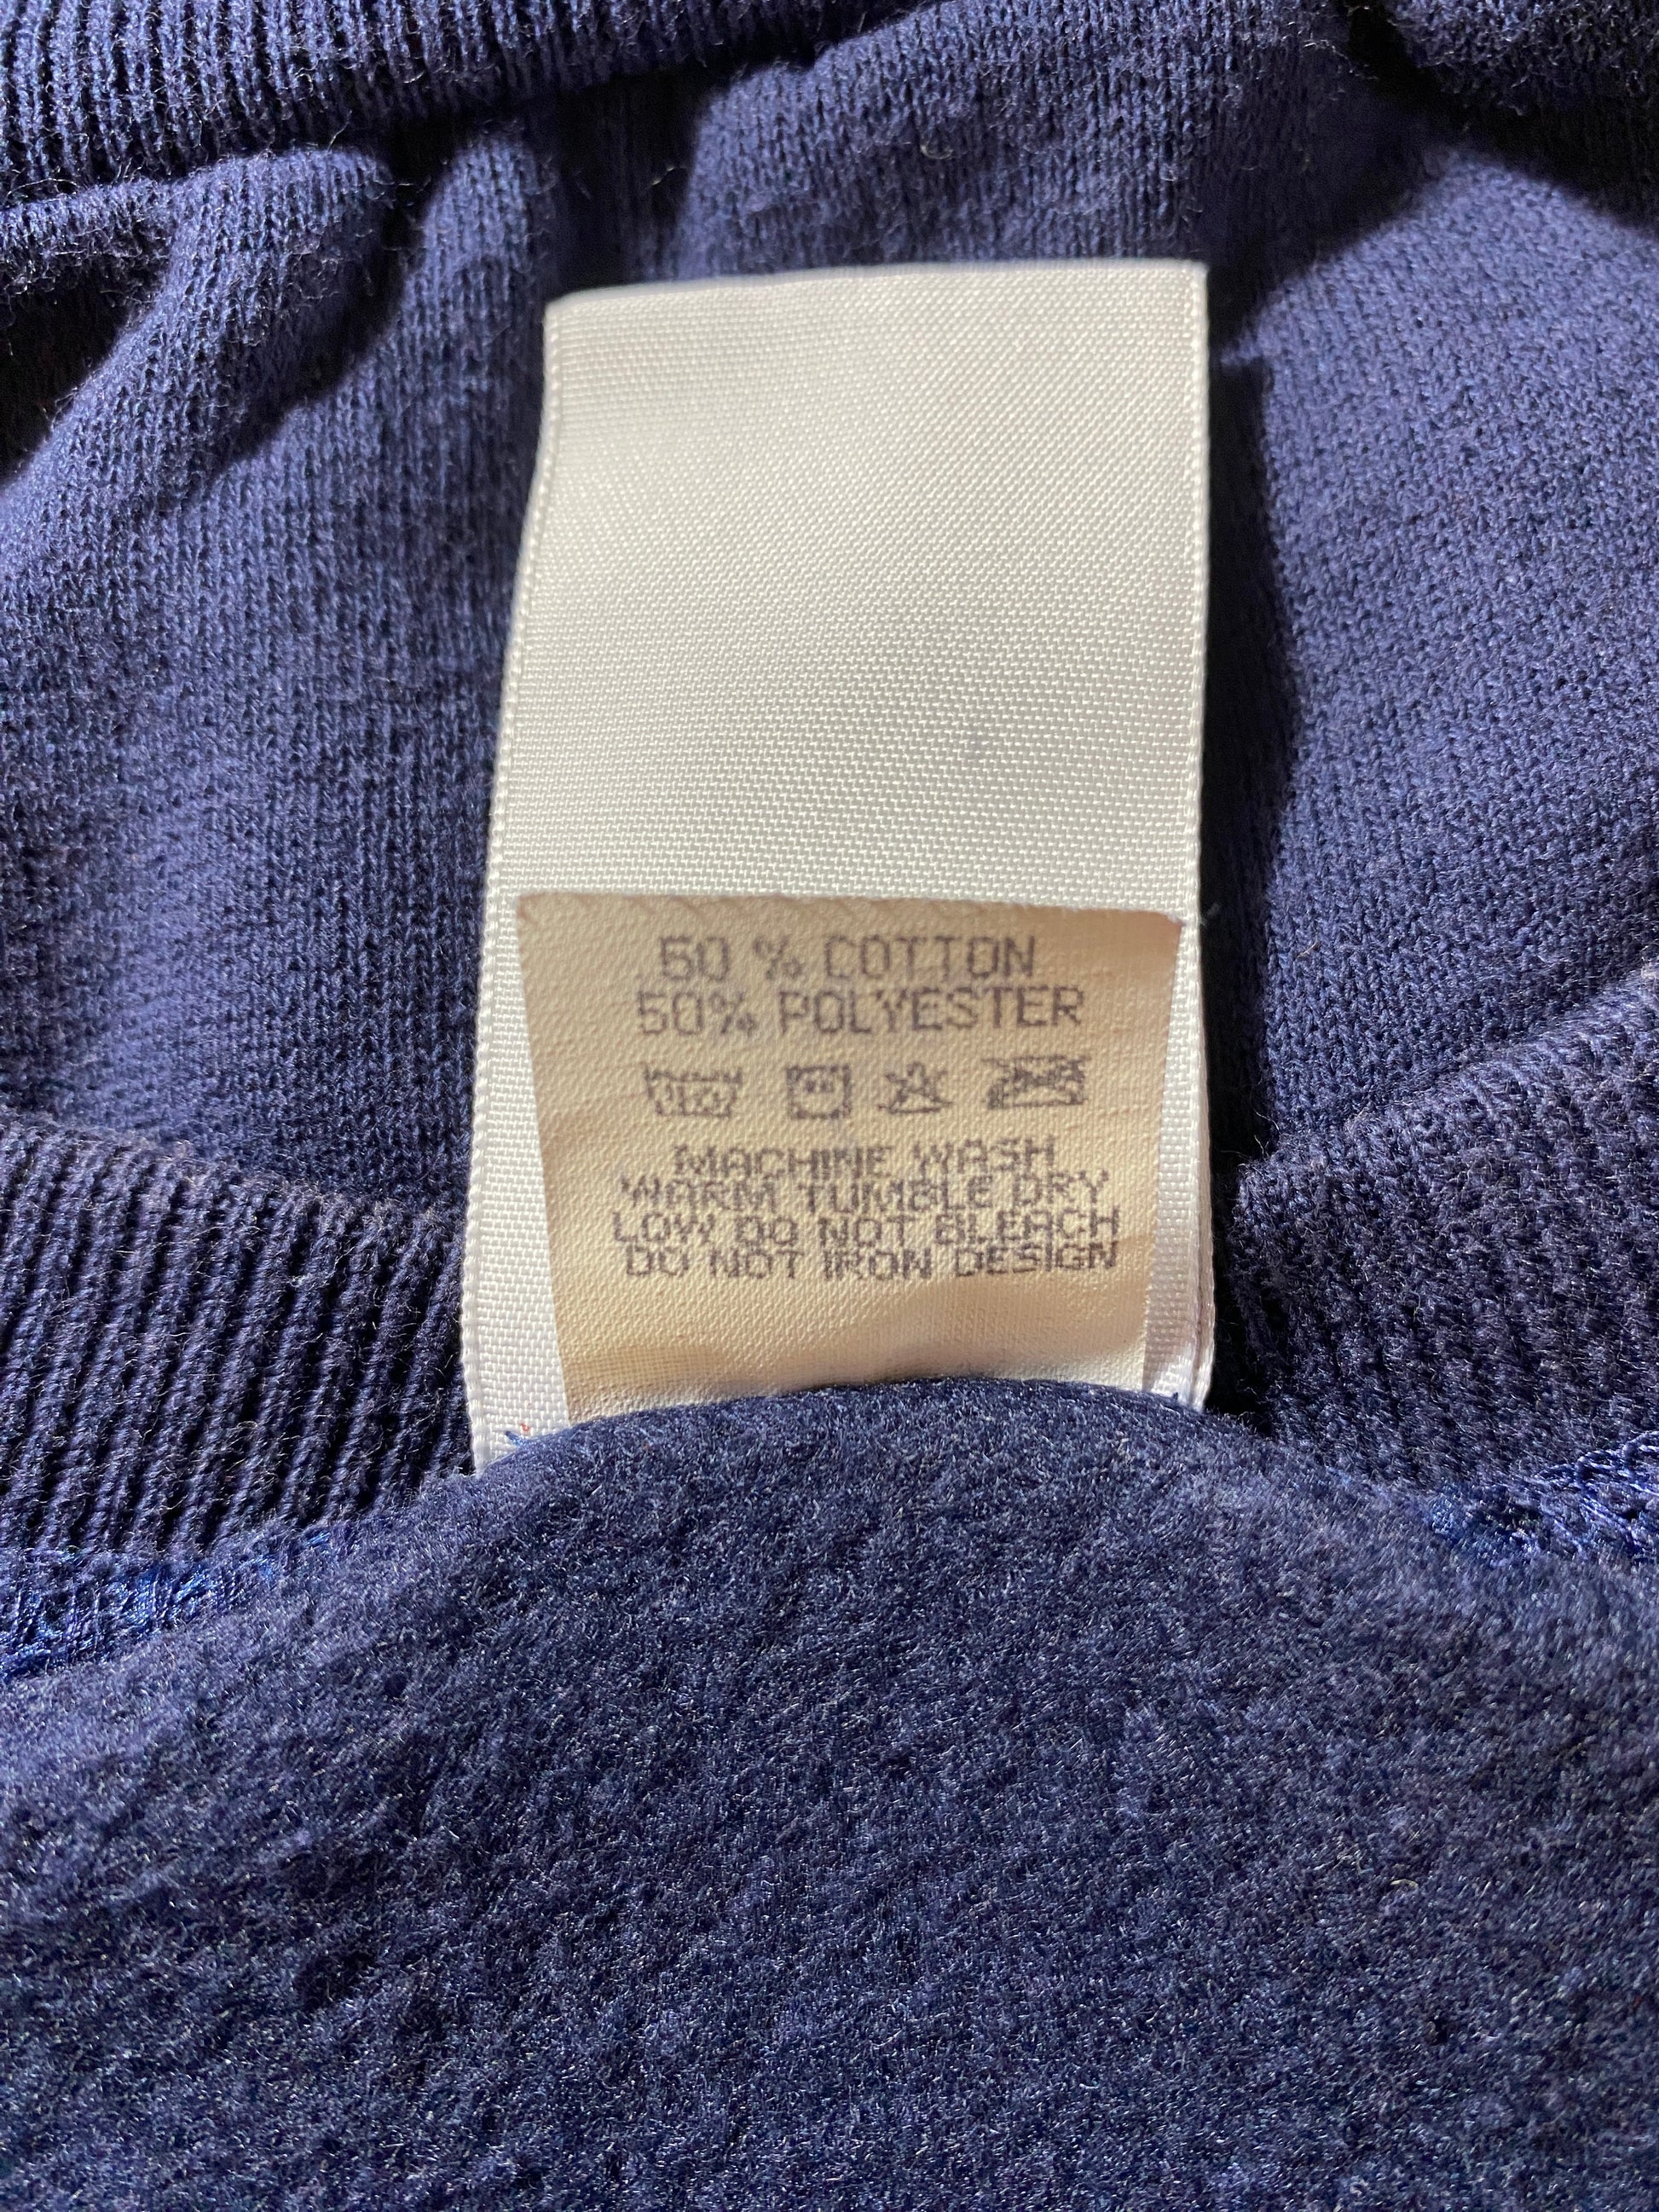 50 % COTTON
50% POLYESTER
MACHINE WASH
WARM TUMBLE DRY
LOW DO NOT BLEACH
DO NOT IRON DESIGN